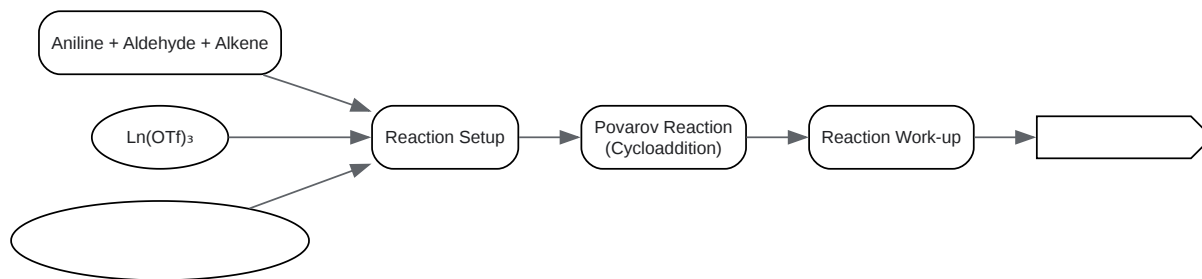 Aniline + Aldehyde + Alkene
Ln(OTf)₃
Reaction Setup
Povarov Reaction
(Cycloaddition)
Reaction Work-up